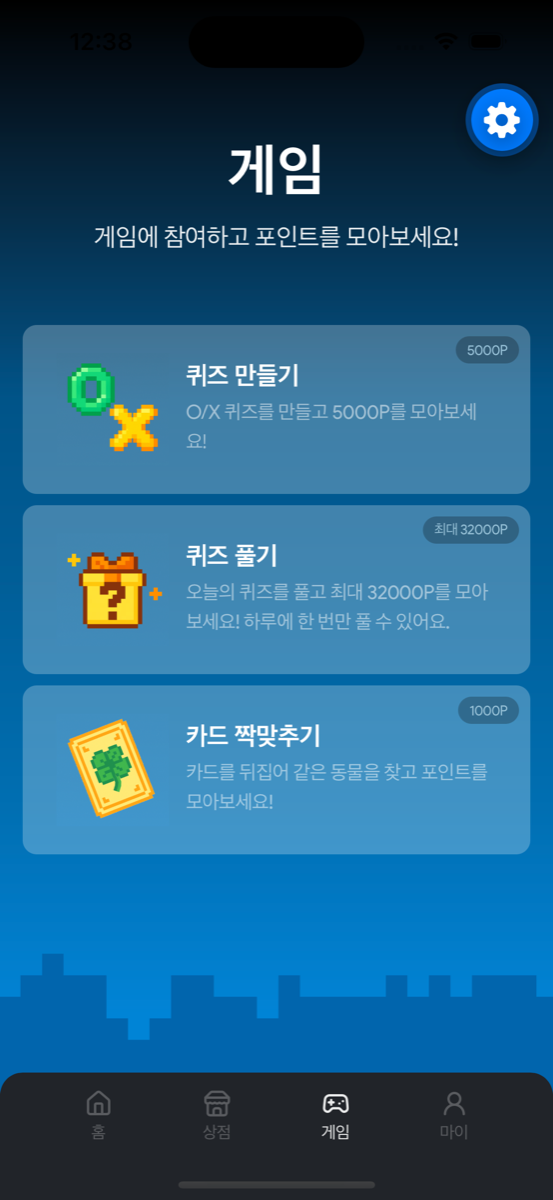 12:38
게임
게임에 참여하고 포인트를 모아보세요!
5000P
퀴즈 만들기
O/X 퀴즈를 만들고 5000P를 모아보세
요!
최대 32000P
퀴즈 풀기
오늘의 퀴즈를 풀고 최대 32000P를 모아
보세요! 하루에 한 번만 풀 수 있어요.
1000P
카드 짝맞추기
카드를 뒤집어 같은 동물을 찾고 포인트를
모아보세요!
홈
상점
게임
마이